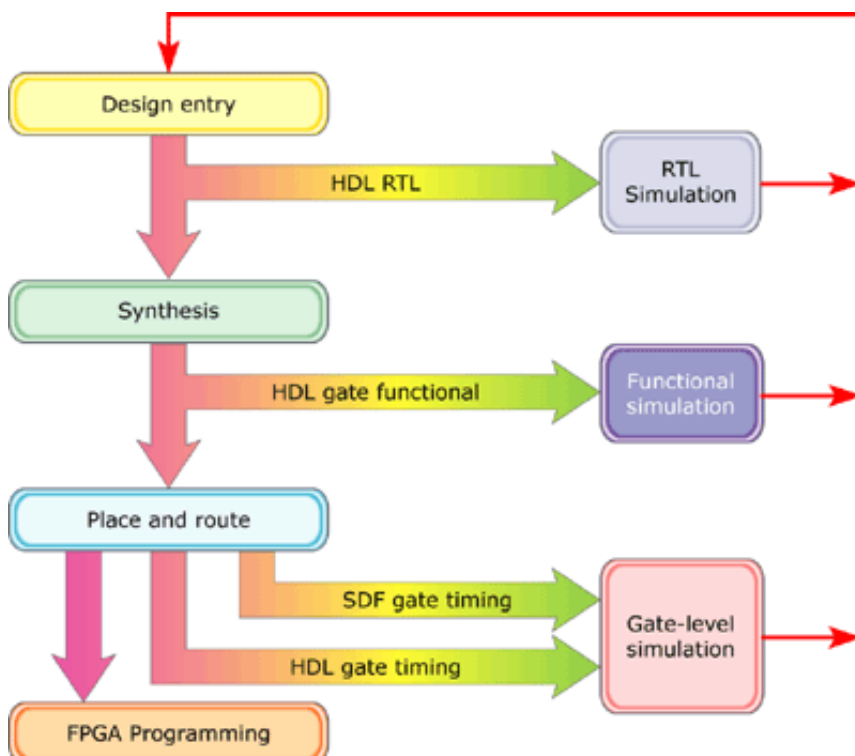 Design entry
HDL RTL
RTL
Simulation
Synthesis
HDL gate functional
Functional
simulation
Place and route
SDF gate timing
HDL gate timing
Gate-level
simulation
FPGA Programming